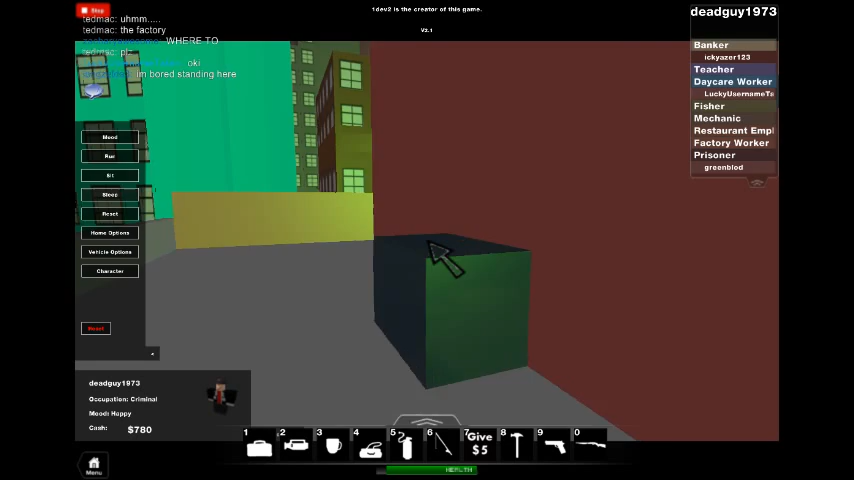 Stop
1dev2 is the creator of this game.
V2.1
tedmac: uhmm.....
tedmac: the factory
WHERE TO
tedmac: plz
oki
im bored standing here
deadguy1973
Banker
ickyazer123
Teacher
Daycare Worker
LuckyUsernameTa
Fisher
Mechanic
Restaurant Empl
Factory Worker
Prisoner
greenblod
Mood
Run
Sit
Sleep
Reset
Home Options
Vehicle Options
Character
Reset
deadguy1973
Occupation: Criminal
Mood: Happy
Cash: $780
1 2 3 4 5 6 7 8 9 0
Give
$5
HEALTH
Menu